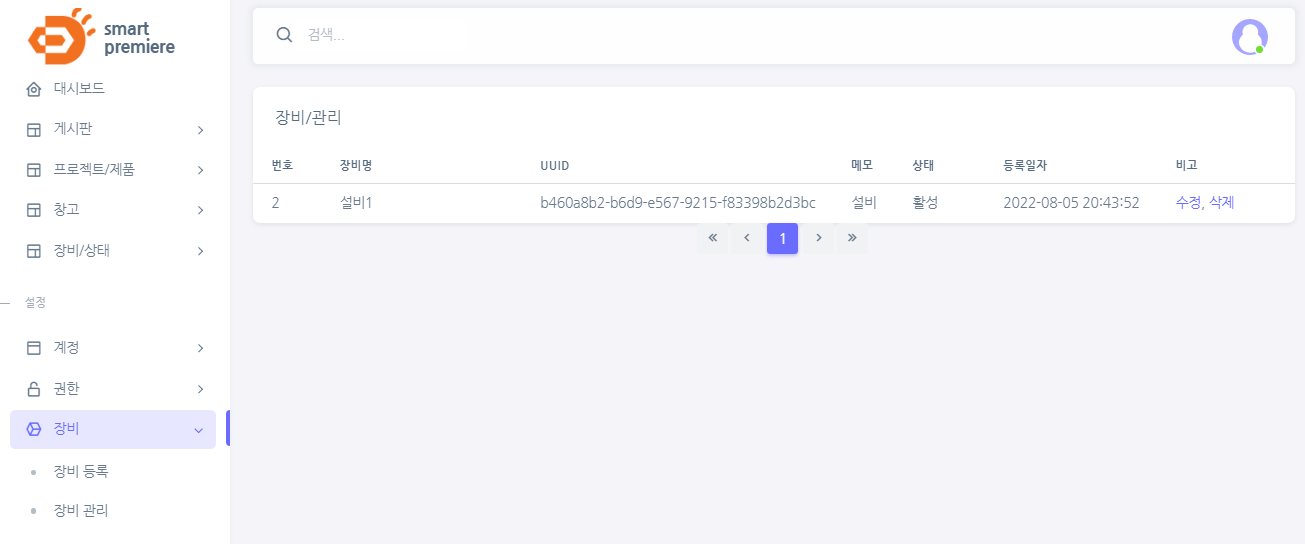 smart
premiere
대시보드
게시판
프로젝트/제품
창고
장비/상태
설정
계정
권한
장비
장비 등록
장비 관리
검색...
장비/관리
번호 장비명 UUID 메모 상태 등록일자 비고
2 설비1 b460a8b2-b6d9-e567-9215-f83398b2d3bc 설비 활성 2022-08-05 20:43:52 수정, 삭제
« ‹ 1 › »